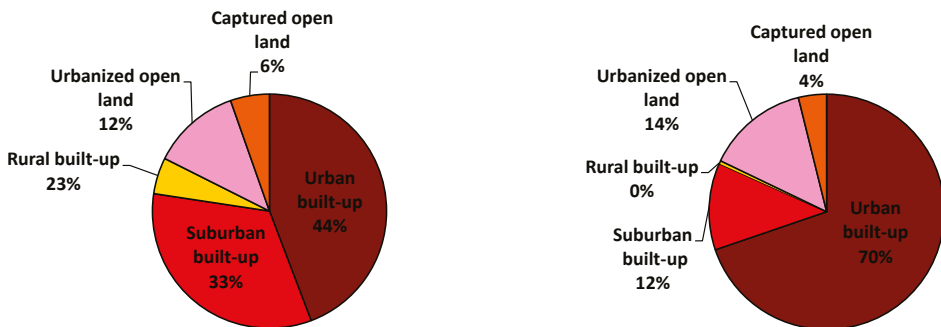 Captured open
land
6%
Urbanized open
land
12%
Rural built-up
23%
Urban
built-up
44%
Suburban
built-up
33%
Captured open
land
4%
Urbanized open
land
14%
Rural built-up
0%
Suburban
built-up
12%
Urban
built-up
70%